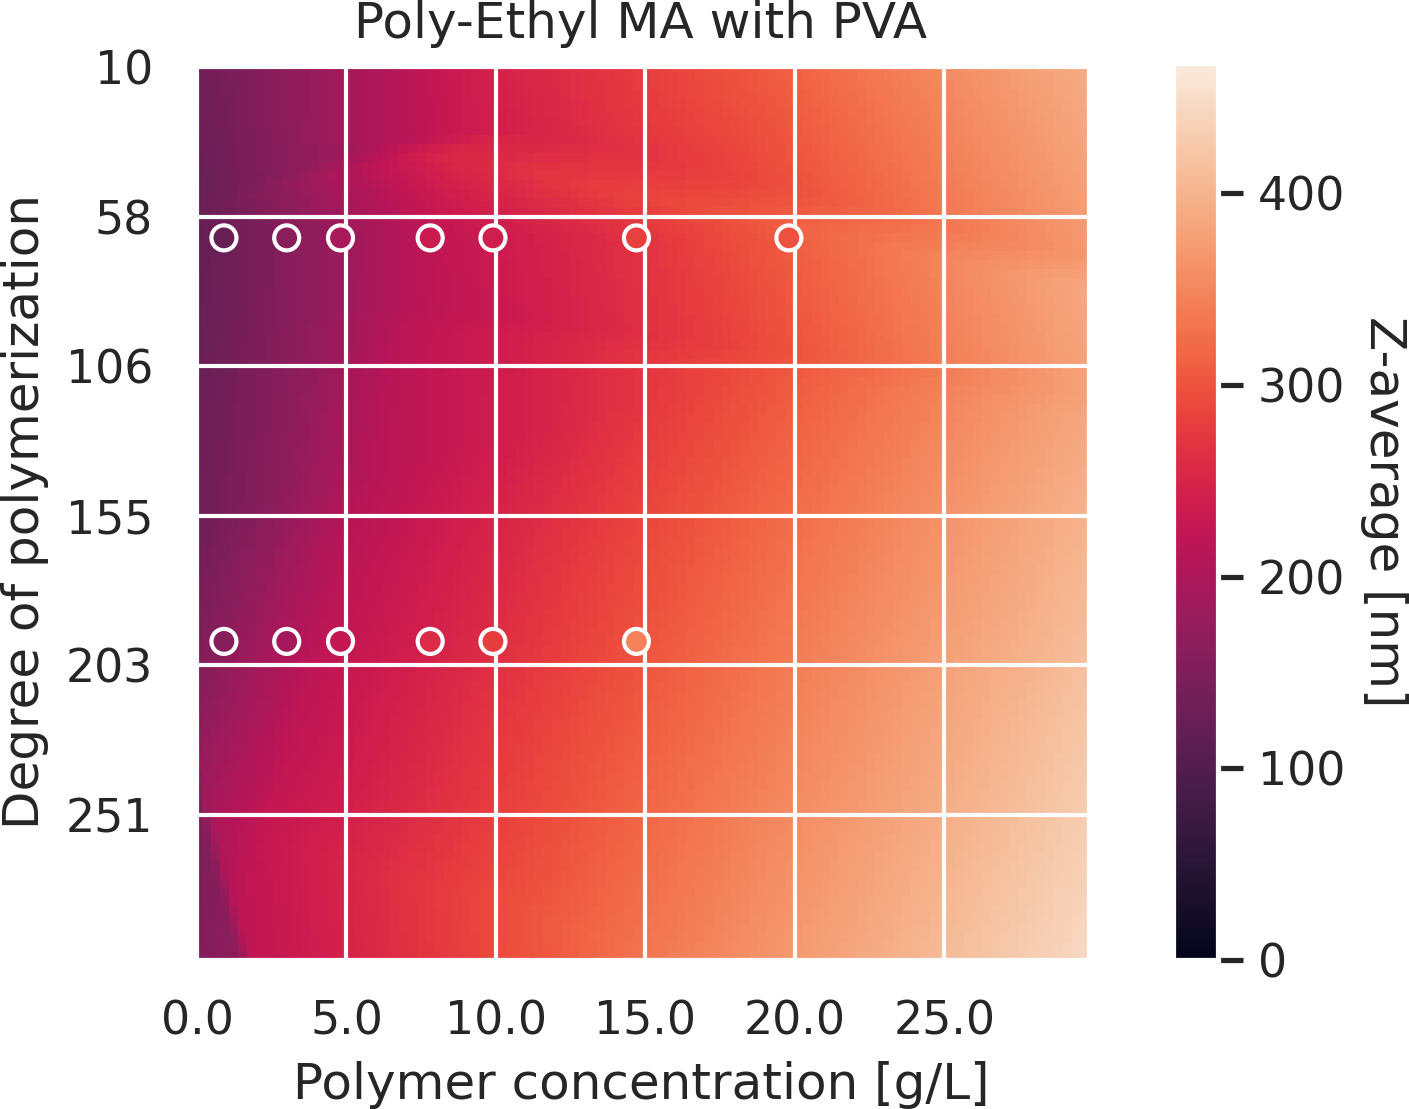 Poly-Ethyl MA with PVA
10
58
106
155
203
251
Degree of polymerization
0.0 5.0 10.0 15.0 20.0 25.0
Polymer concentration [g/L]
400
300
200
100
0
Z-average [nm]